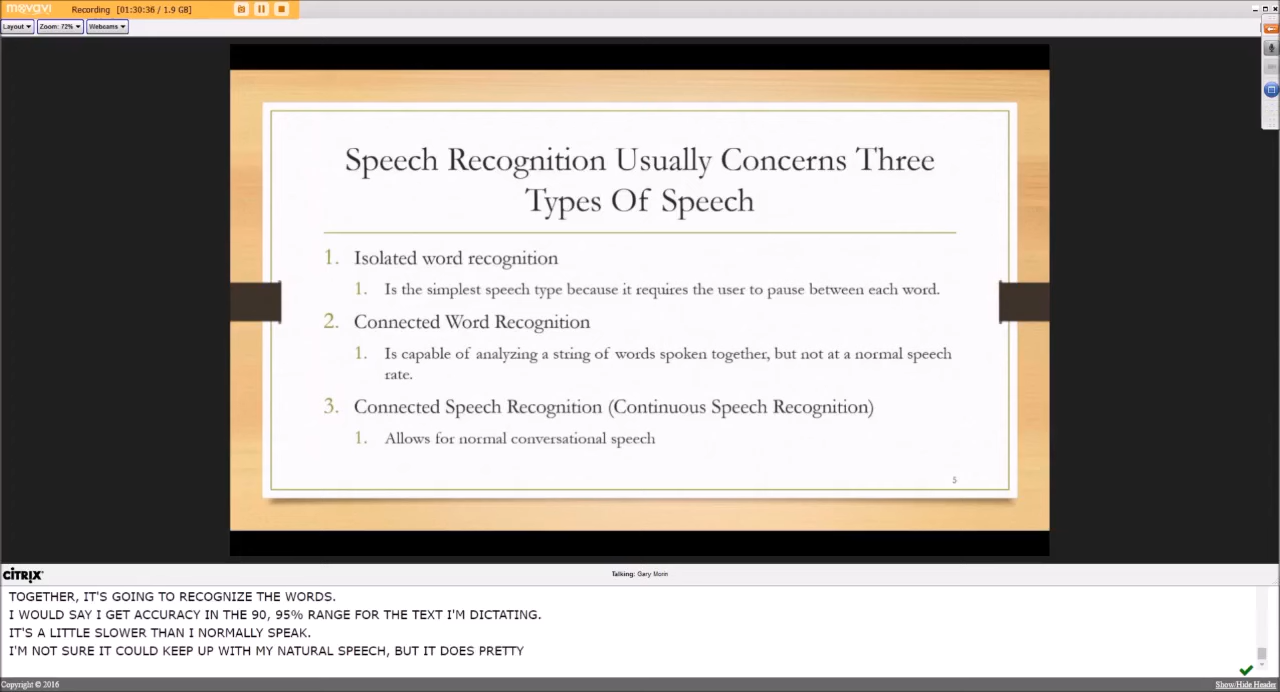 movavi
Recording [01:30:36 / 1.9 GB]
Layout Zoom: 72% Webcams
Speech Recognition Usually Concerns Three
Types Of Speech
1. Isolated word recognition
1. Is the simplest speech type because it requires the user to pause between each word.
2. Connected Word Recognition
1. Is capable of analyzing a string of words spoken together, but not at a normal speech
rate.
3. Connected Speech Recognition (Continuous Speech Recognition)
1. Allows for normal conversational speech
5
CITRIX
Talking: Gary Morin
TOGETHER, IT'S GOING TO RECOGNIZE THE WORDS.
I WOULD SAY I GET ACCURACY IN THE 90, 95% RANGE FOR THE TEXT I'M DICTATING.
IT'S A LITTLE SLOWER THAN I NORMALLY SPEAK.
I'M NOT SURE IT COULD KEEP UP WITH MY NATURAL SPEECH, BUT IT DOES PRETTY
Copyright © 2016
Show/Hide Header